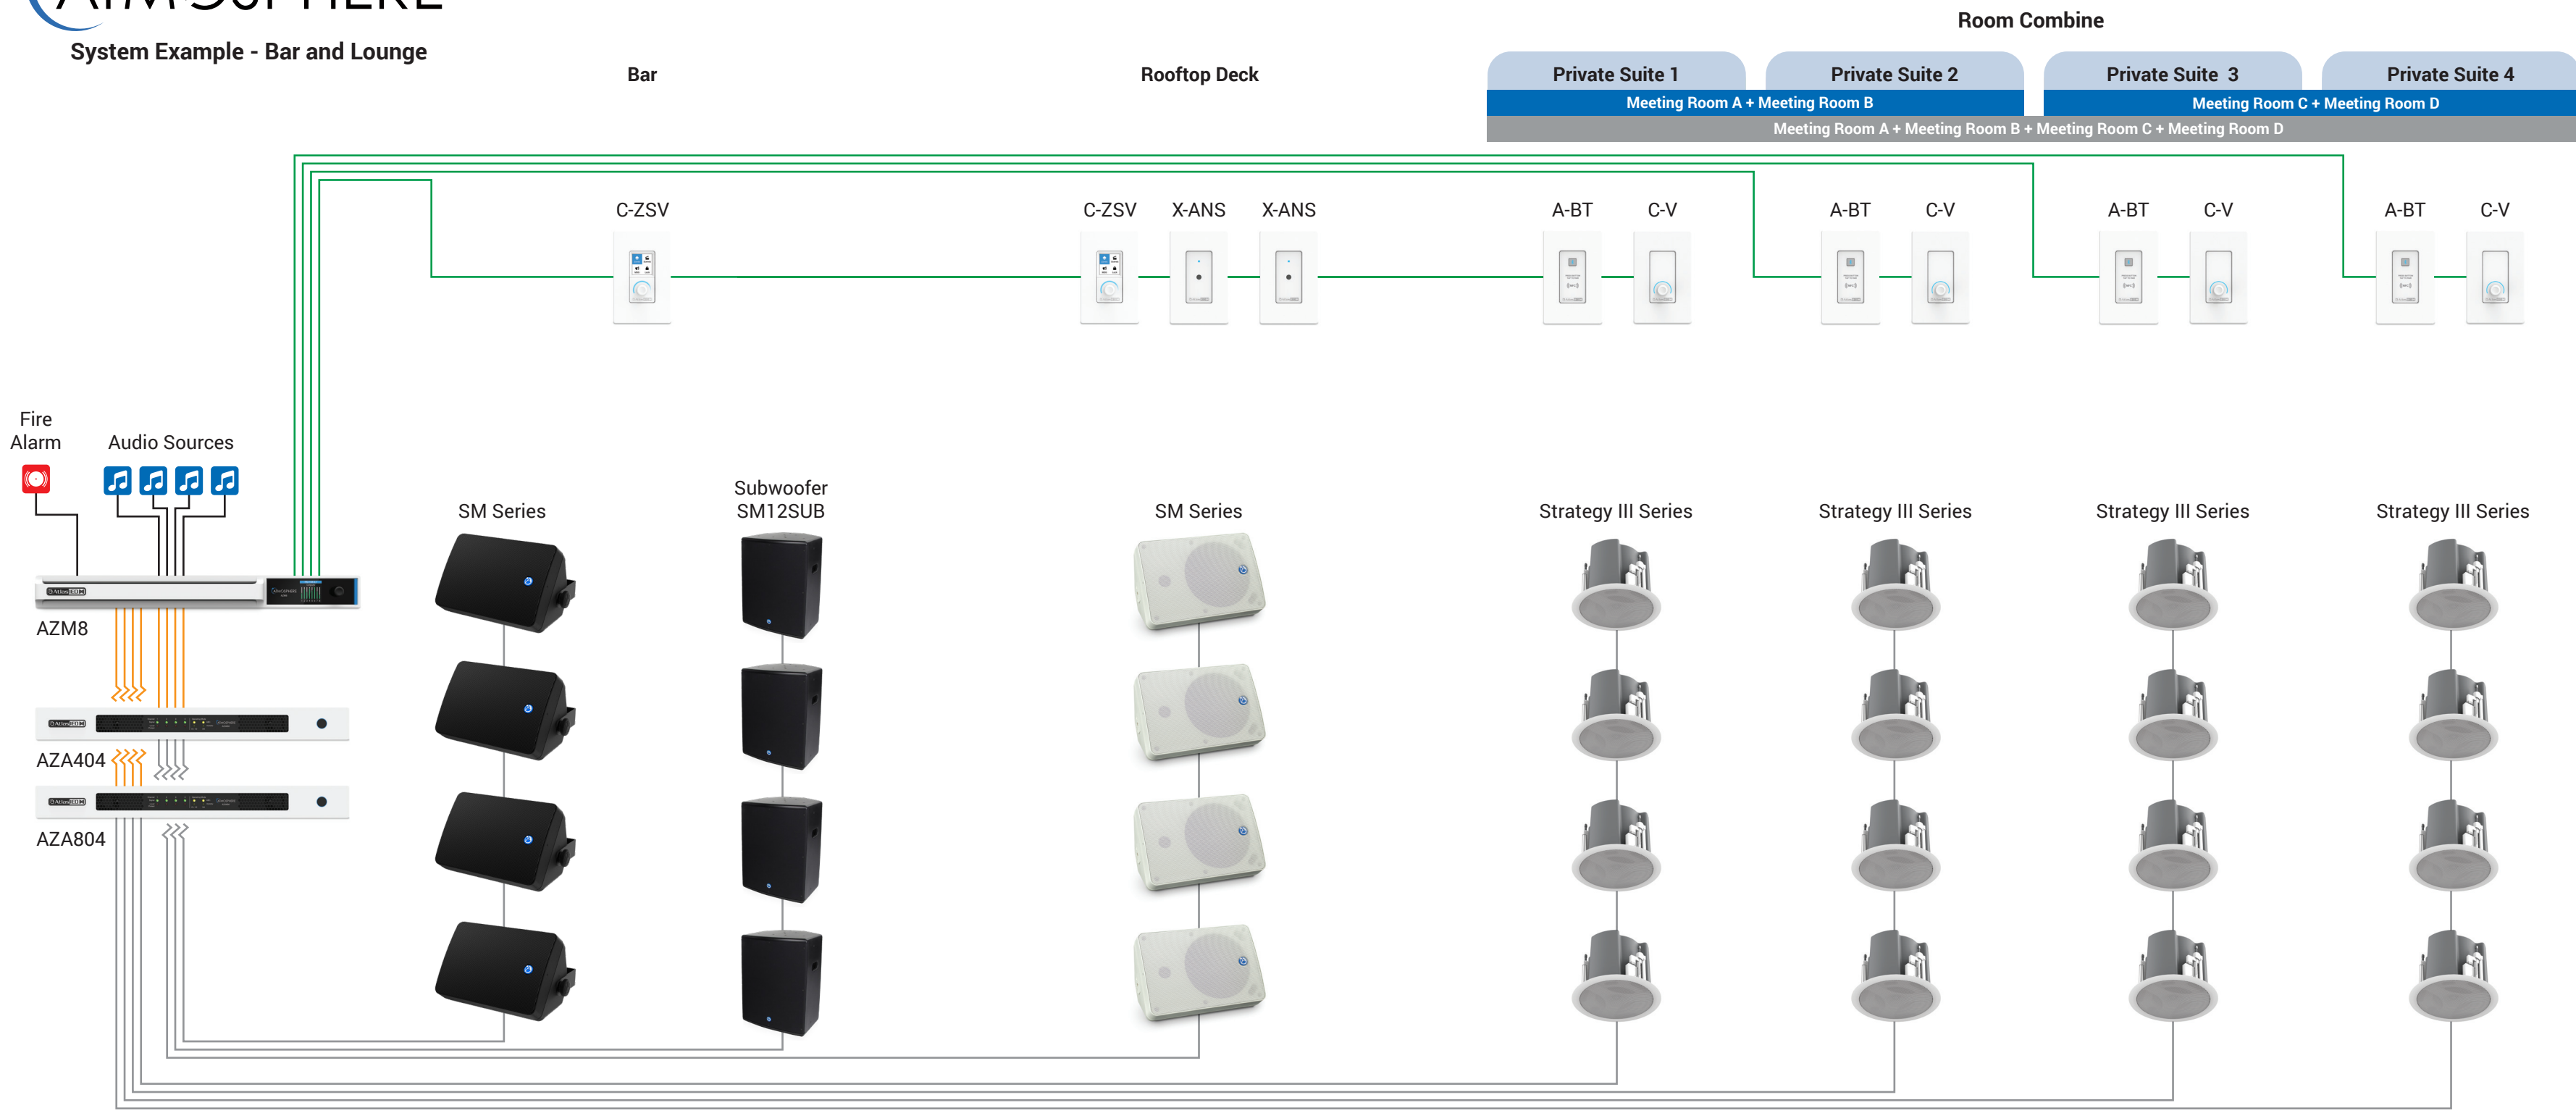 System Example - Bar and Lounge
Room Combine
Bar
Rooftop Deck
Private Suite 1
Private Suite 2
Private Suite 3
Private Suite 4
Meeting Room A + Meeting Room B
Meeting Room C + Meeting Room D
Meeting Room A + Meeting Room B + Meeting Room C + Meeting Room D
C-ZSV
C-ZSV
X-ANS
X-ANS
A-BT
C-V
A-BT
C-V
A-BT
C-V
A-BT
C-V
Fire
Alarm
Audio Sources
SM Series
Subwoofer
SM12SUB
SM Series
Strategy III Series
Strategy III Series
Strategy III Series
Strategy III Series
AZM8
AZA404
AZA804